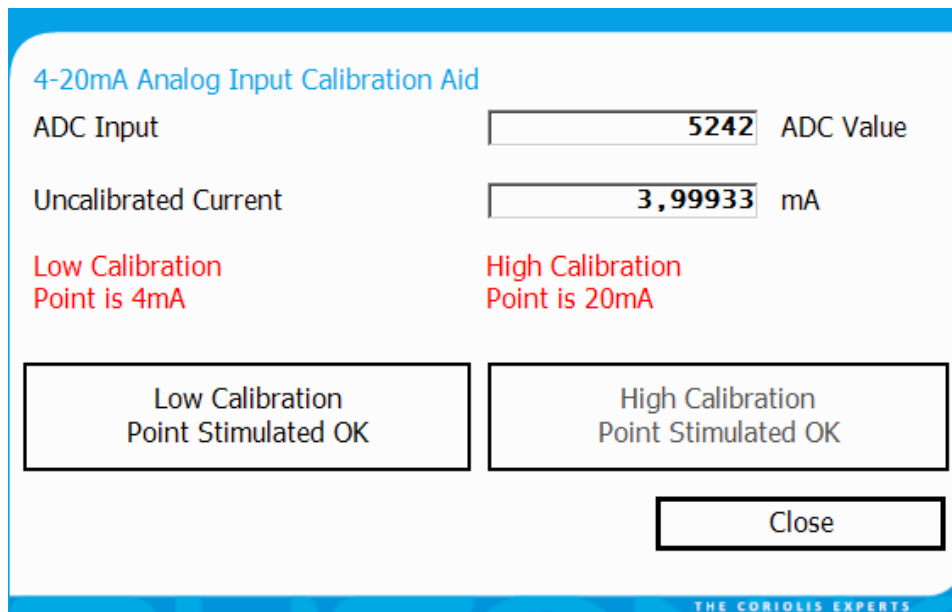 4-20mA Analog Input Calibration Aid
ADC Input 5242 ADC Value
Uncalibrated Current 3,99933 mA
Low Calibration
Point is 4mA
High Calibration
Point is 20mA
Low Calibration
Point Stimulated OK
High Calibration
Point Stimulated OK
Close
THE CORIOLIS EXPERTS